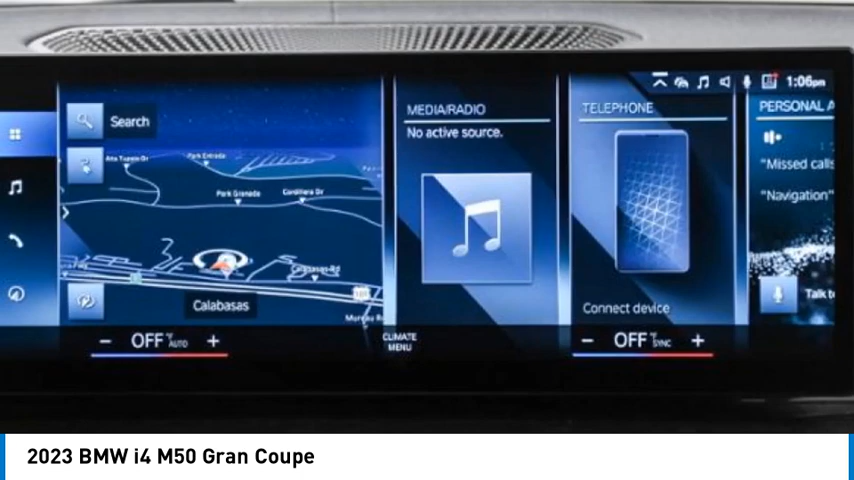 1:06pm
Search
MEDIA/RADIO
No active source.
TELEPHONE
PERSONAL A
"Missed calls
"Navigation"
Park Entrada
Park Granada
Cordillera Dr
Calabasas Rd
Calabasas
Connect device
Talk to
- OFF °F AUTO +
CLIMATE
MENU
- OFF °F SYNC +
2023 BMW i4 M50 Gran Coupe